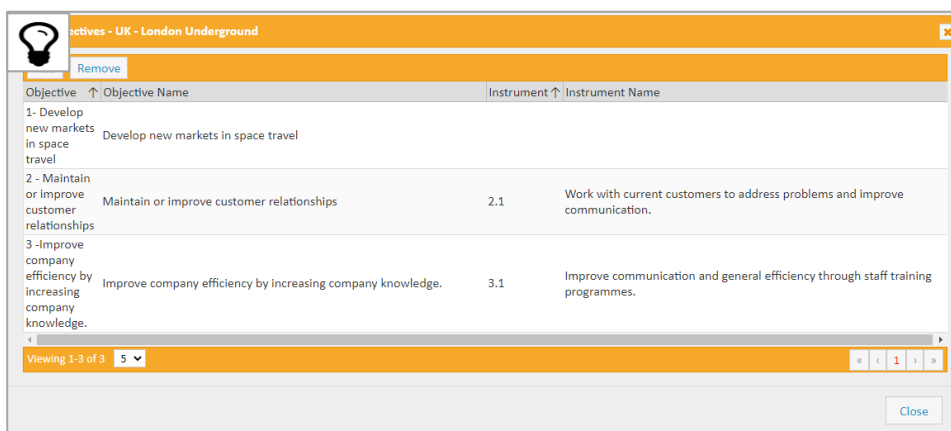 ectives - UK - London Underground
Remove
Objective ↑ Objective Name Instrument ↑ Instrument Name
1- Develop
new markets
in space
travel
Develop new markets in space travel
2 - Maintain
or improve
customer
relationships
Maintain or improve customer relationships
2.1
Work with current customers to address problems and improve
communication.
3 -Improve
company
efficiency by
increasing
company
knowledge.
Improve company efficiency by increasing company knowledge.
3.1
Improve communication and general efficiency through staff training
programmes.
Viewing 1-3 of 3 5
« ‹ 1 › »
Close